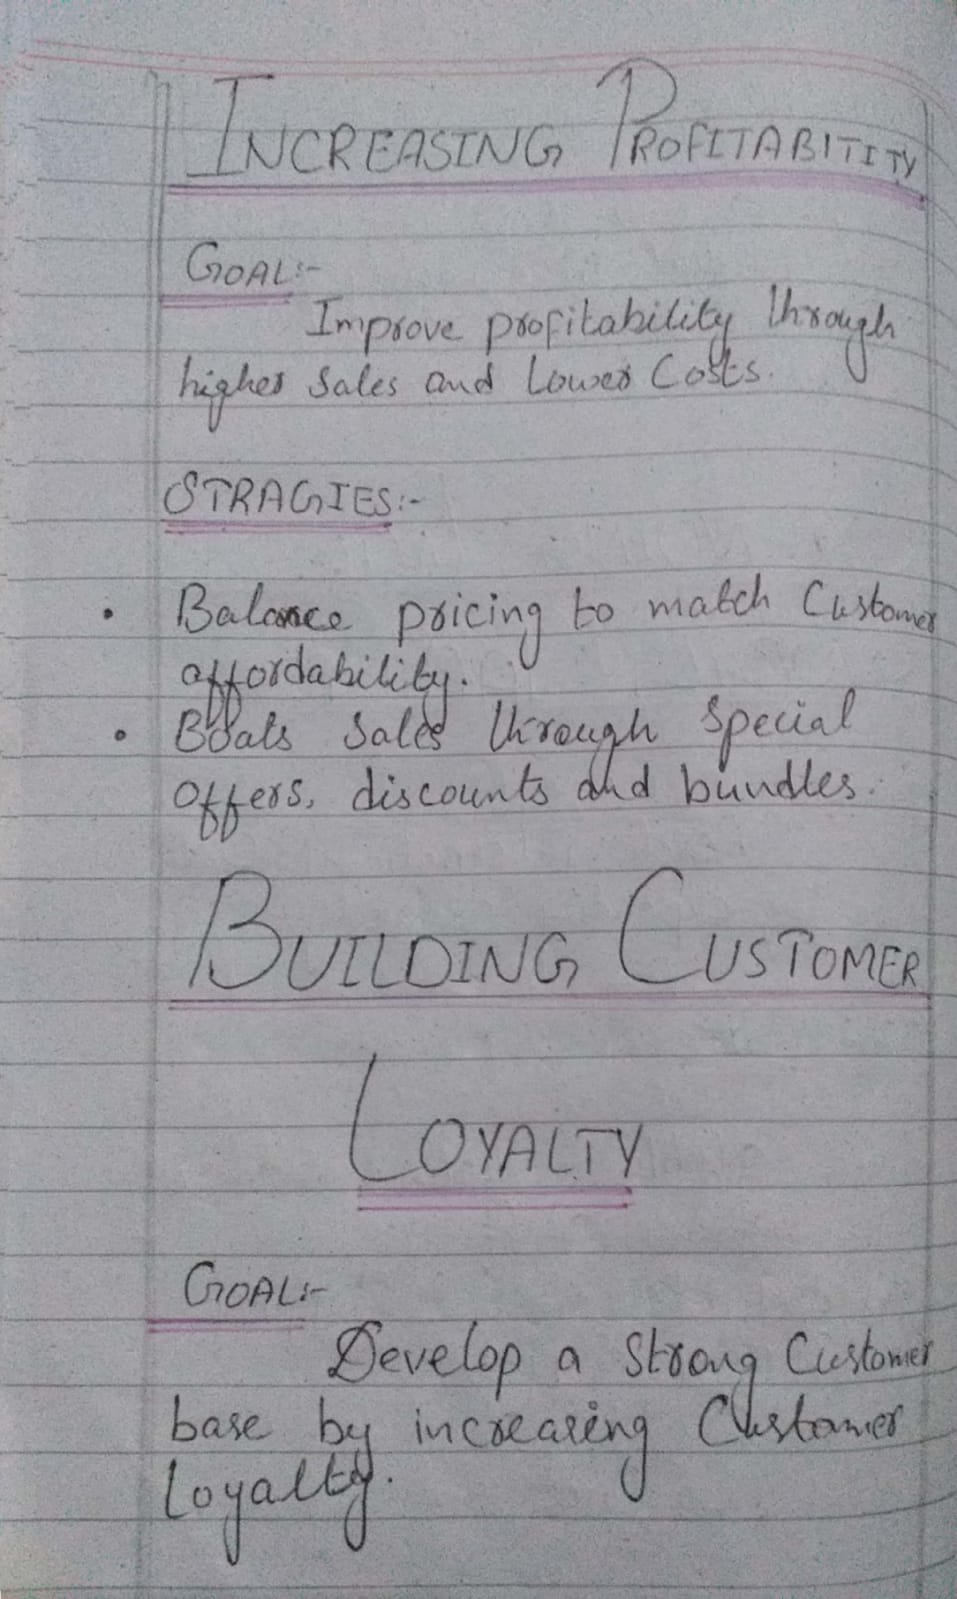 INCREASING PROFITABITITY
GOAL:-
Improve profitability through
higher Sales and Lower Costs.
STRAGIES:-
• Balance pricing to match Customer
affordability.
• Boats Sales through Special
offers, discounts and bundles.
BUILDING CUSTOMER
LOYALTY
GOAL:-
Develop a Strong Customer
base by increasing Customer
Loyalty.